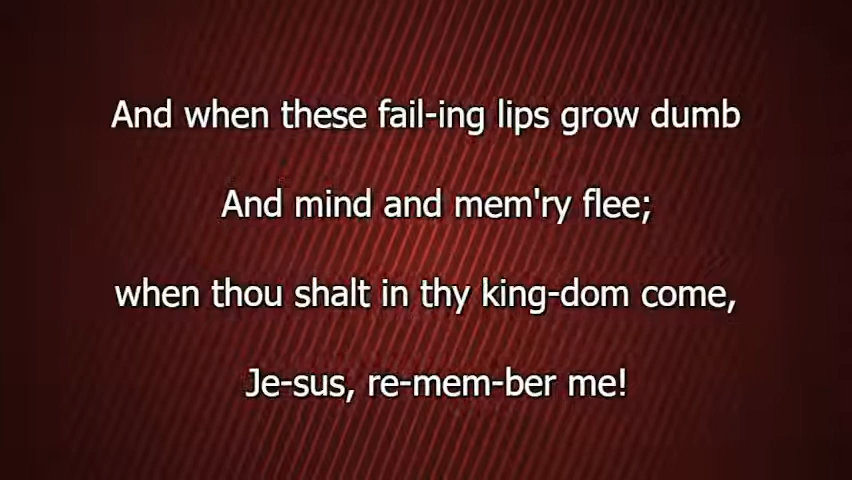 And when these fail-ing lips grow dumb
And mind and mem'ry flee;
when thou shalt in thy king-dom come,
Je-sus, re-mem-ber me!